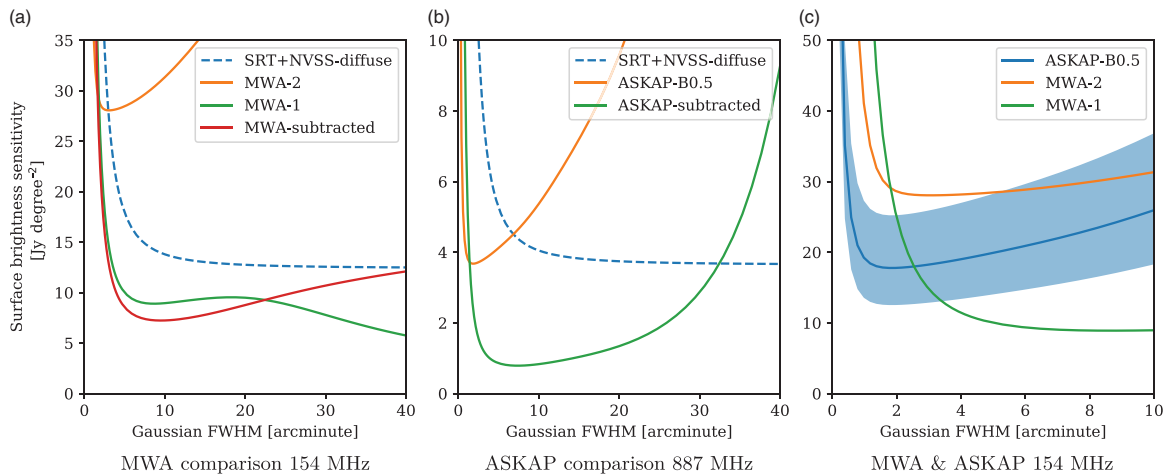 (a)
Surface brightness sensitivity
[Jy degree⁻²]
35
30
25
20
15
10
5
0
SRT+NVSS-diffuse
MWA-2
MWA-1
MWA-subtracted
0 10 20 30 40
Gaussian FWHM [arcminute]
MWA comparison 154 MHz
(b)
10
8
6
4
2
0
SRT+NVSS-diffuse
ASKAP-B0.5
ASKAP-subtracted
0 10 20 30 40
Gaussian FWHM [arcminute]
ASKAP comparison 887 MHz
(c)
50
40
30
20
10
0
ASKAP-B0.5
MWA-2
MWA-1
0 2 4 6 8 10
Gaussian FWHM [arcminute]
MWA & ASKAP 154 MHz